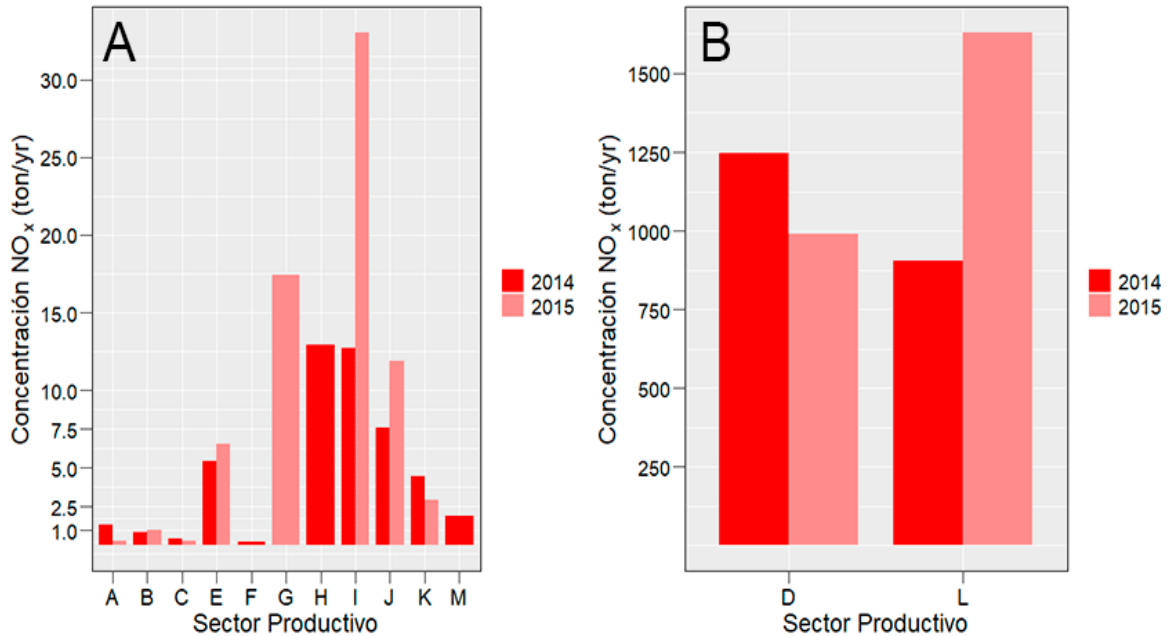 A
Concentración NOx (ton/yr)
30.0
25.0
20.0
15.0
10.0
7.5
5.0
2.5
1.0
A B C E F G H I J K M
Sector Productivo
2014
2015
B
Concentración NOx (ton/yr)
1500
1250
1000
750
500
250
D L
Sector Productivo
2014
2015